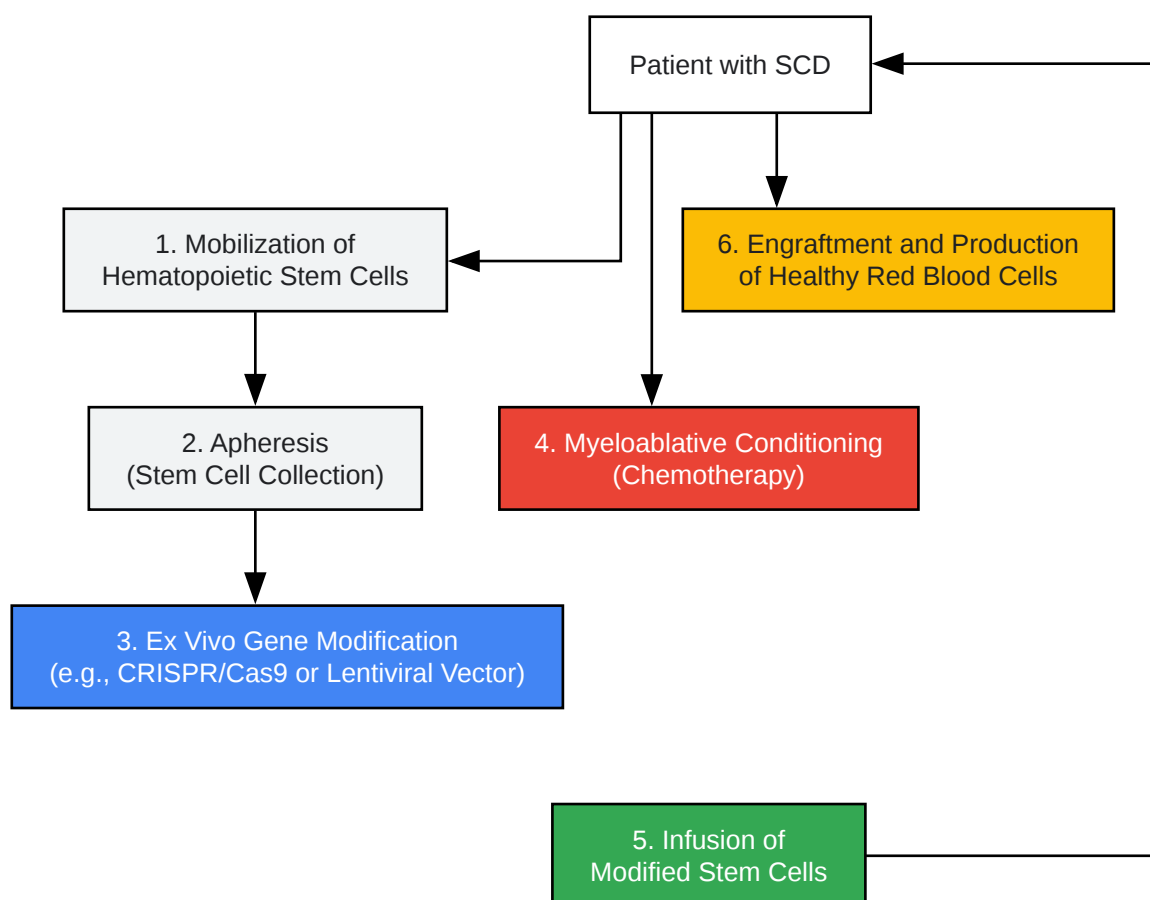 Patient with SCD
1. Mobilization of
Hematopoietic Stem Cells
6. Engraftment and Production
of Healthy Red Blood Cells
2. Apheresis
(Stem Cell Collection)
4. Myeloablative Conditioning
(Chemotherapy)
3. Ex Vivo Gene Modification
(e.g., CRISPR/Cas9 or Lentiviral Vector)
5. Infusion of
Modified Stem Cells